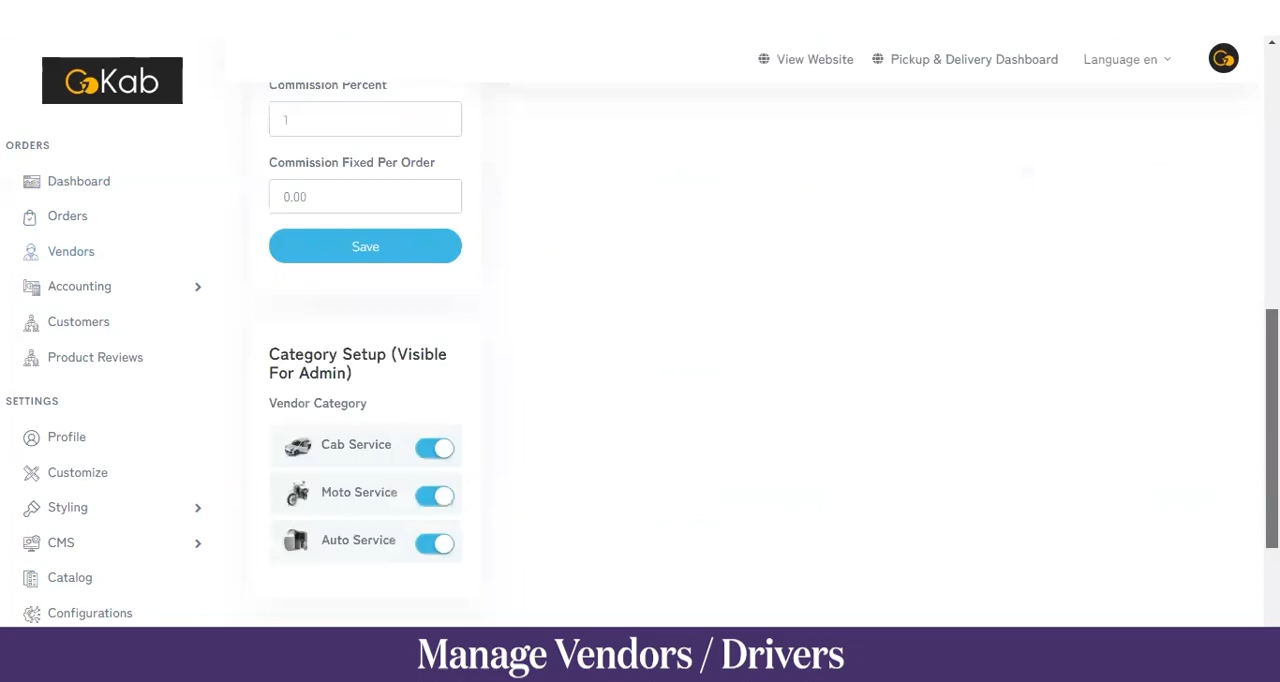 GoKab
View Website
Pickup & Delivery Dashboard
Language en
ORDERS
Dashboard
Orders
Vendors
Accounting
Customers
Product Reviews
SETTINGS
Profile
Customize
Styling
CMS
Catalog
Configurations
Commission Percent
1
Commission Fixed Per Order
0.00
Save
Category Setup (Visible
For Admin)
Vendor Category
Cab Service
Moto Service
Auto Service
Manage Vendors / Drivers